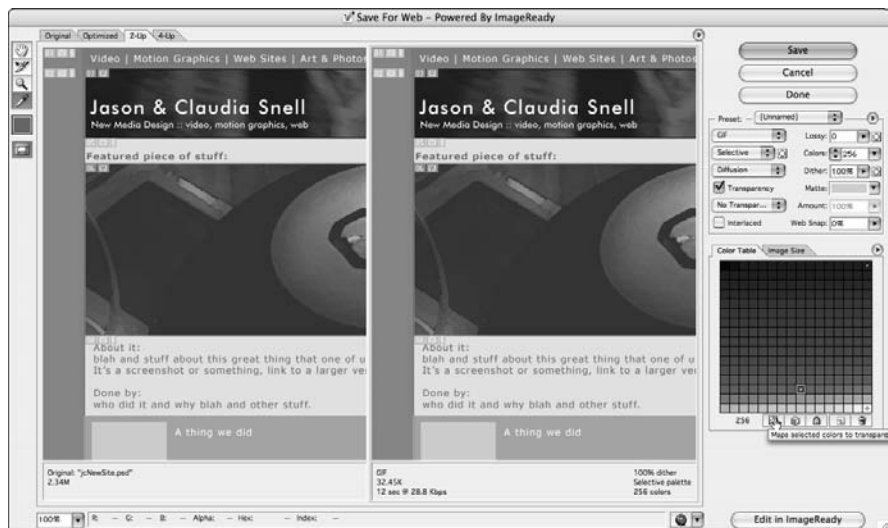 Save For Web - Powered By ImageReady
Original Optimized 2-Up 4-Up
Video | Motion Graphics | Web Sites | Art & Photos
Jason & Claudia Snell
New Media Design :: video, motion graphics, web
Featured piece of stuff:
About it:
blah and stuff about this great thing that one of u
It's a screenshot or something, link to a larger ver
Done by:
who did it and why blah and other stuff.
A thing we did
Original: "jcNewSite.psd"
2.34M
Video | Motion Graphics | Web Sites | Art & Photos
Jason & Claudia Snell
New Media Design :: video, motion graphics, web
Featured piece of stuff:
About it:
blah and stuff about this great thing that one of u
It's a screenshot or something, link to a larger ver
Done by:
who did it and why blah and other stuff.
A thing we did
GIF
32.45K
12 sec @ 28.8 Kbps
100% dither
Selective palette
256 colors
Save
Cancel
Done
Preset: [Unnamed]
GIF Lossy: 0
Selective Colors: 256
Diffusion Dither: 100%
Transparency Matte:
No Transpar... Amount: 100%
Interlaced Web Snap: 0%
Color Table Image Size
256
Maps selected colors to transpare
100% R: -- G: -- B: -- Alpha: -- Hex: -- Index: --
Edit in ImageReady